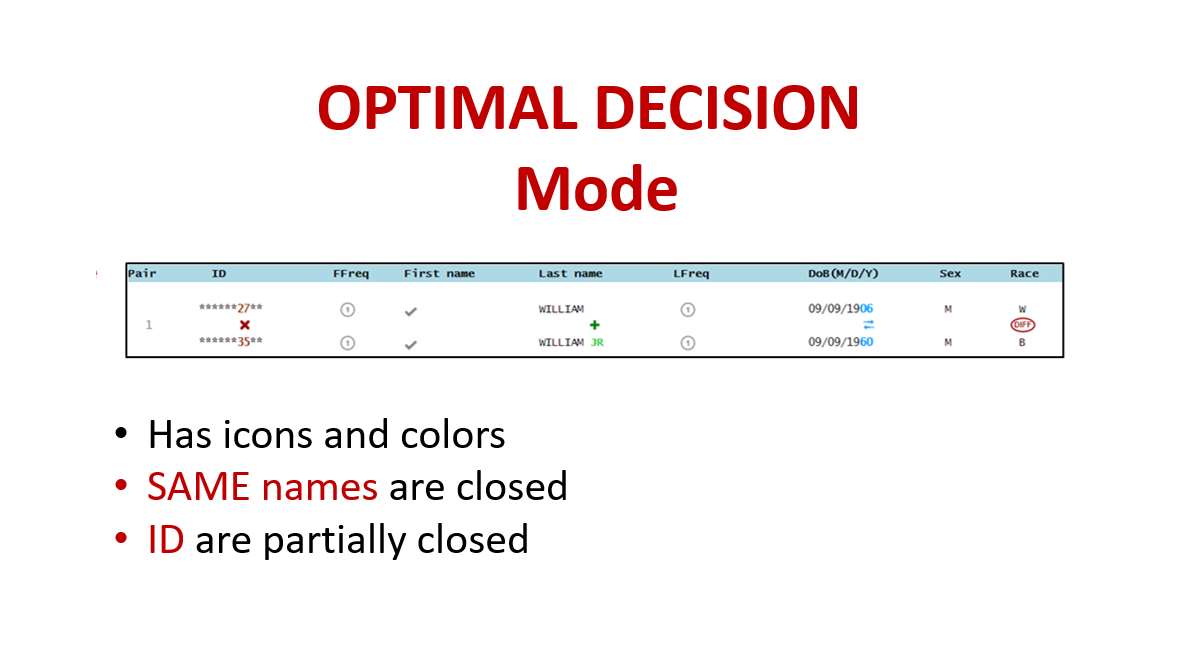 OPTIMAL DECISION
Mode
Pair ID FFreq First name Last name LFreq DoB(M/D/Y) Sex Race
******27** 1 WILLIAM 1 09/09/1906 M W
1 DIFF
******35** 1 WILLIAM JR 1 09/09/1960 M B
• Has icons and colors
• SAME names are closed
• ID are partially closed